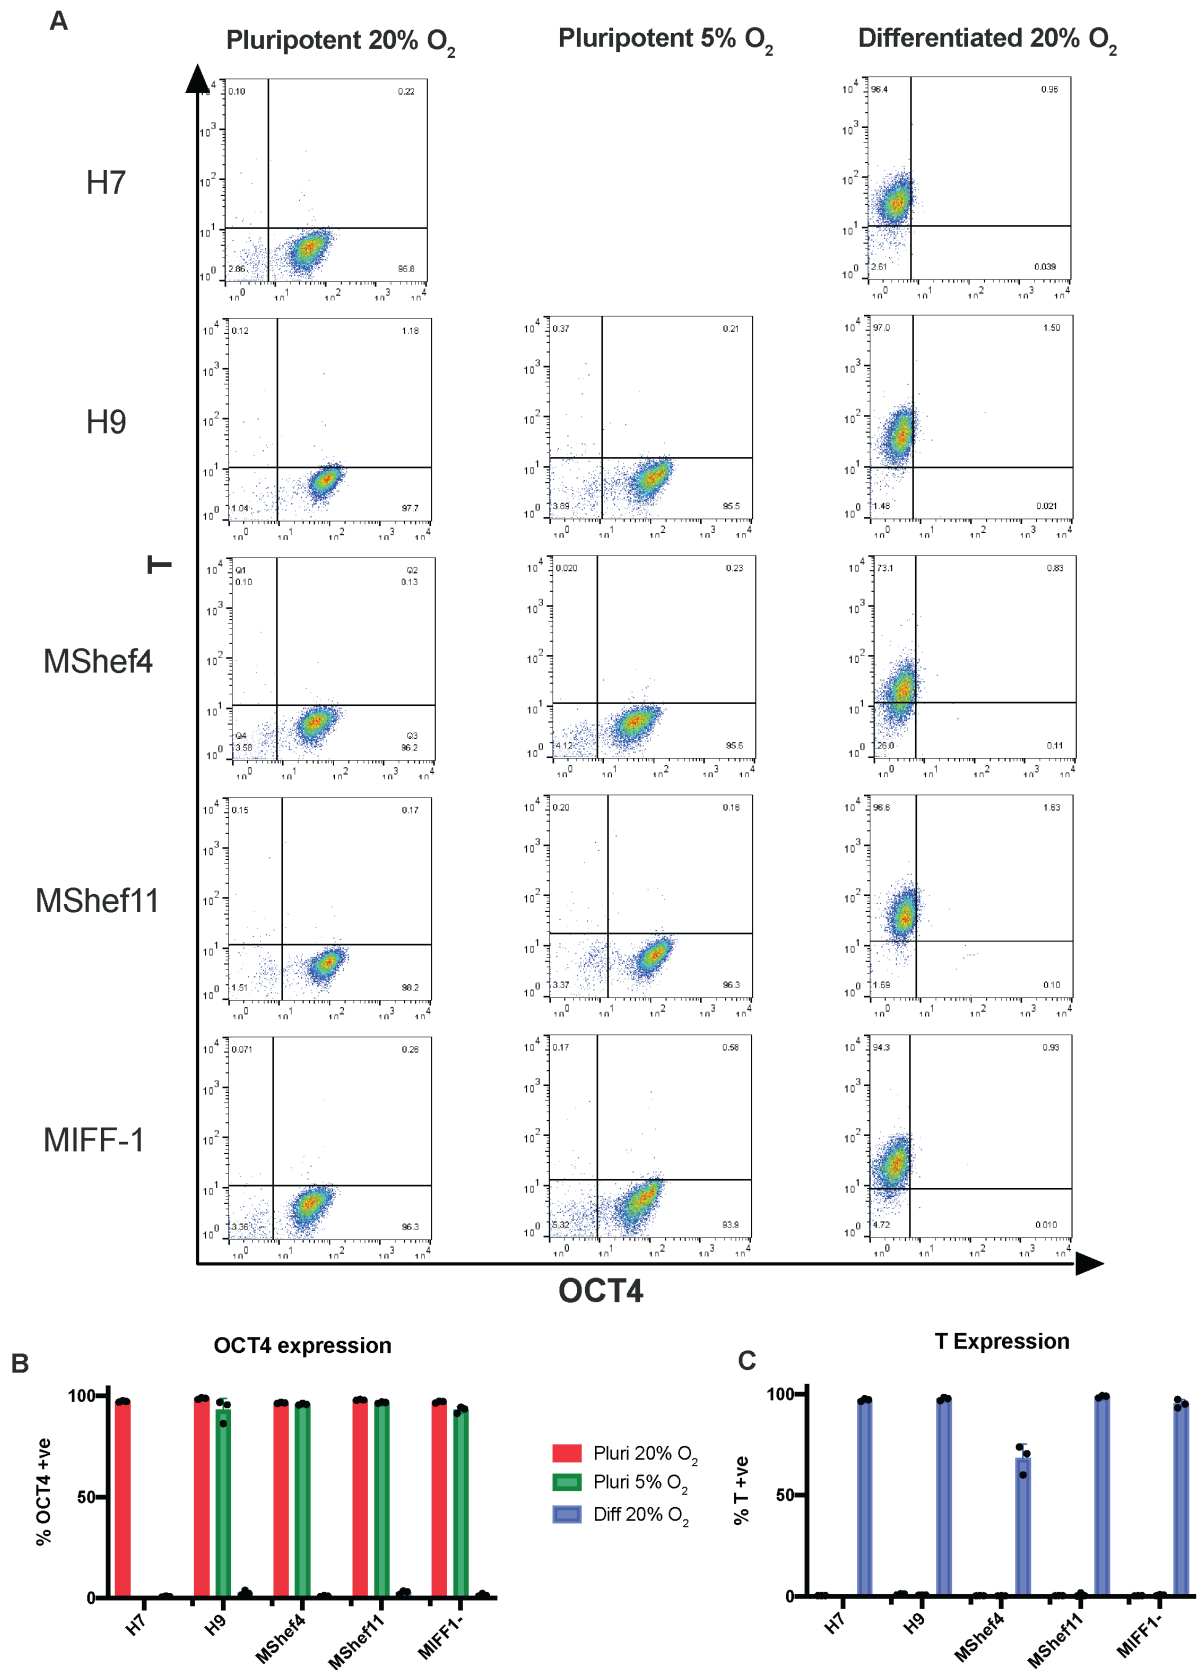 A
Pluripotent 20% O2
Pluripotent 5% O2
Differentiated 20% O2
H7
0.10 0.22
2.86 96.8
96.4 0.96
2.61 0.039
H9
0.12 1.18
1.04 97.7
0.37 0.21
3.89 95.5
97.0 1.50
1.48 0.021
T
MShef4
Q1 Q2
0.10 0.13
Q4 Q3
3.58 96.2
0.020 0.23
4.12 95.6
73.1 0.83
26.0 0.11
MShef11
0.15 0.17
1.51 98.2
0.20 0.16
3.37 96.3
96.6 1.63
1.69 0.10
MIFF-1
0.071 0.26
3.36 96.3
0.17 0.58
5.32 93.9
94.3 0.93
4.72 0.010
OCT4
B
OCT4 expression
% OCT4 +ve
100
50
0
H7
H9
MShef4
MShef11
MIFF1-
Pluri 20% O2
Pluri 5% O2
Diff 20% O2
C
T Expression
% T +ve
100
50
0
H7
H9
MShef4
MShef11
MIFF1-